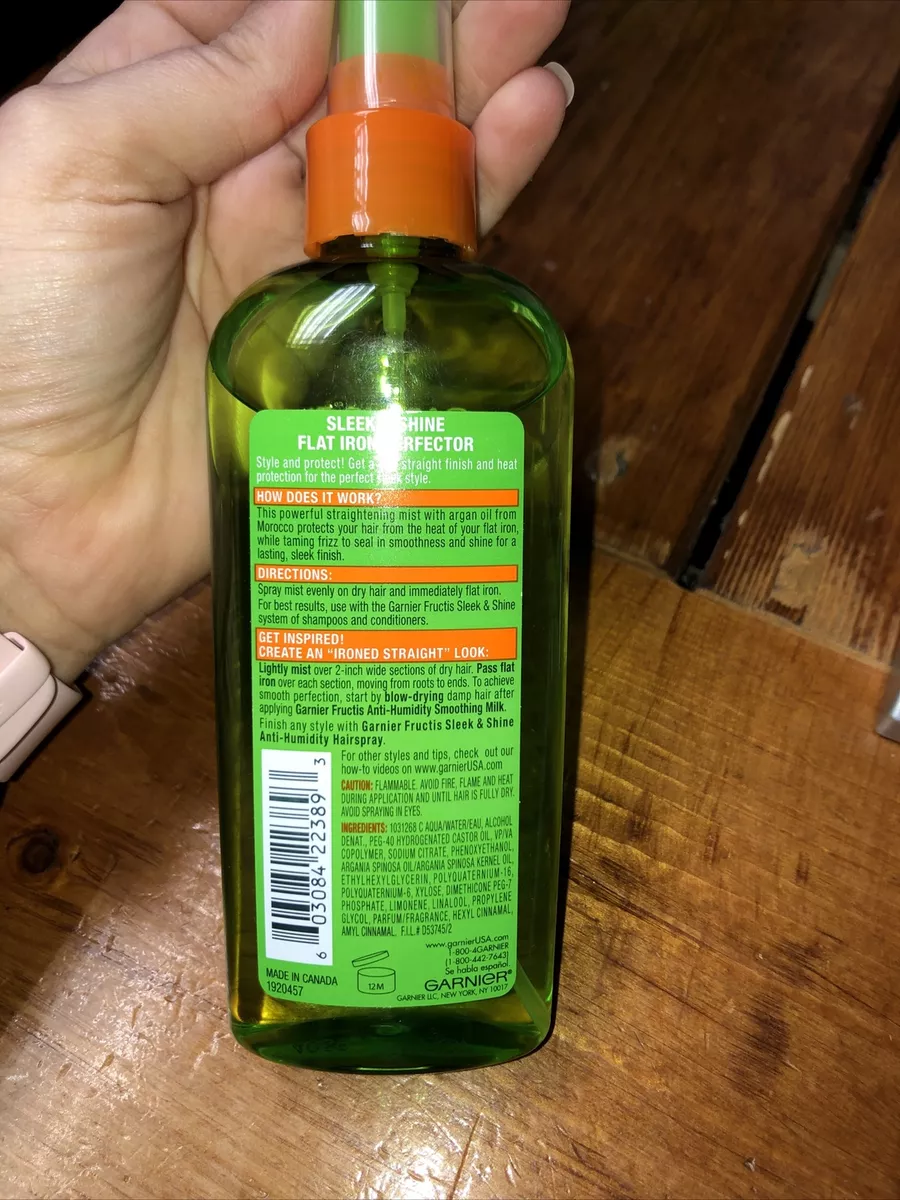 SLEEK SHINE
FLAT IRON PERFECTOR
Style and protect! Get a straight finish and heat
protection for the perfect sleek style.
HOW DOES IT WORK?
This powerful straightening mist with argan oil from
Morocco protects your hair from the heat of your flat iron,
while taming frizz to seal in smoothness and shine for a
lasting, sleek finish.
DIRECTIONS:
Spray mist evenly on dry hair and immediately flat iron.
For best results, use with the Garnier Fructis Sleek & Shine
system of shampoos and conditioners.
GET INSPIRED!
CREATE AN “IRONED STRAIGHT” LOOK:
Lightly mist over 2-inch wide sections of dry hair. Pass flat
iron over each section, moving from roots to ends. To achieve
smooth perfection, start by blow-drying damp hair after
applying Garnier Fructis Anti-Humidity Smoothing Milk.
Finish any style with Garnier Fructis Sleek & Shine
Anti-Humidity Hairspray.
For other styles and tips, check out our
how-to videos on www.garnierUSA.com
CAUTION: FLAMMABLE. AVOID FIRE, FLAME AND HEAT
DURING APPLICATION AND UNTIL HAIR IS FULLY DRY.
AVOID SPRAYING IN EYES.
INGREDIENTS: 1031268 C AQUA/WATER/EAU, ALCOHOL
DENAT., PEG-40 HYDROGENATED CASTOR OIL, VP/VA
COPOLYMER, SODIUM CITRATE, PHENOXYETHANOL,
ARGANIA SPINOSA OIL/ARGANIA SPINOSA KERNEL OIL,
ETHYLHEXYLGLYCERIN, POLYQUATERNIUM-16,
POLYQUATERNIUM-6, XYLOSE, DIMETHICONE PEG-7
PHOSPHATE, LIMONENE, LINALOOL, PROPYLENE
GLYCOL, PARFUM/FRAGRANCE, HEXYL CINNAMAL,
AMYL CINNAMAL. F.I.L.# D53745/2
6 03084 22389 3
www.garnierUSA.com
1-800-4GARNIER
(1-800-442-7643)
Se habla español.
MADE IN CANADA
1920457
12M
GARNIER®
GARNIER LLC, NEW YORK, NY 10017